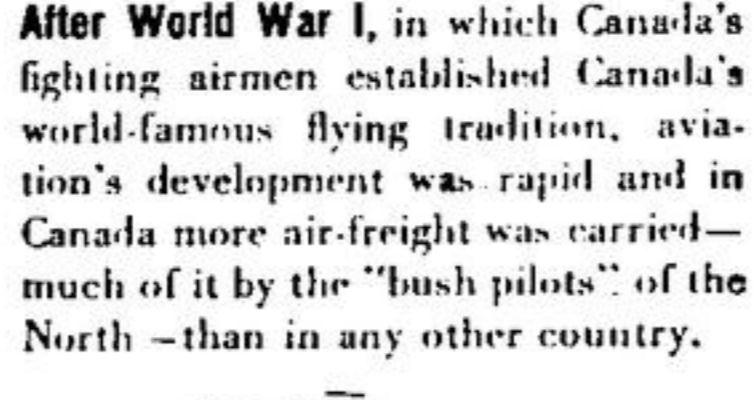 After World War I, in which Canada's
fighting airmen established Canada's
world-famous flying tradition, avia-
tion's development was rapid and in
Canada more air-freight was carried—
much of it by the "bush pilots" of the
North —than in any other country.